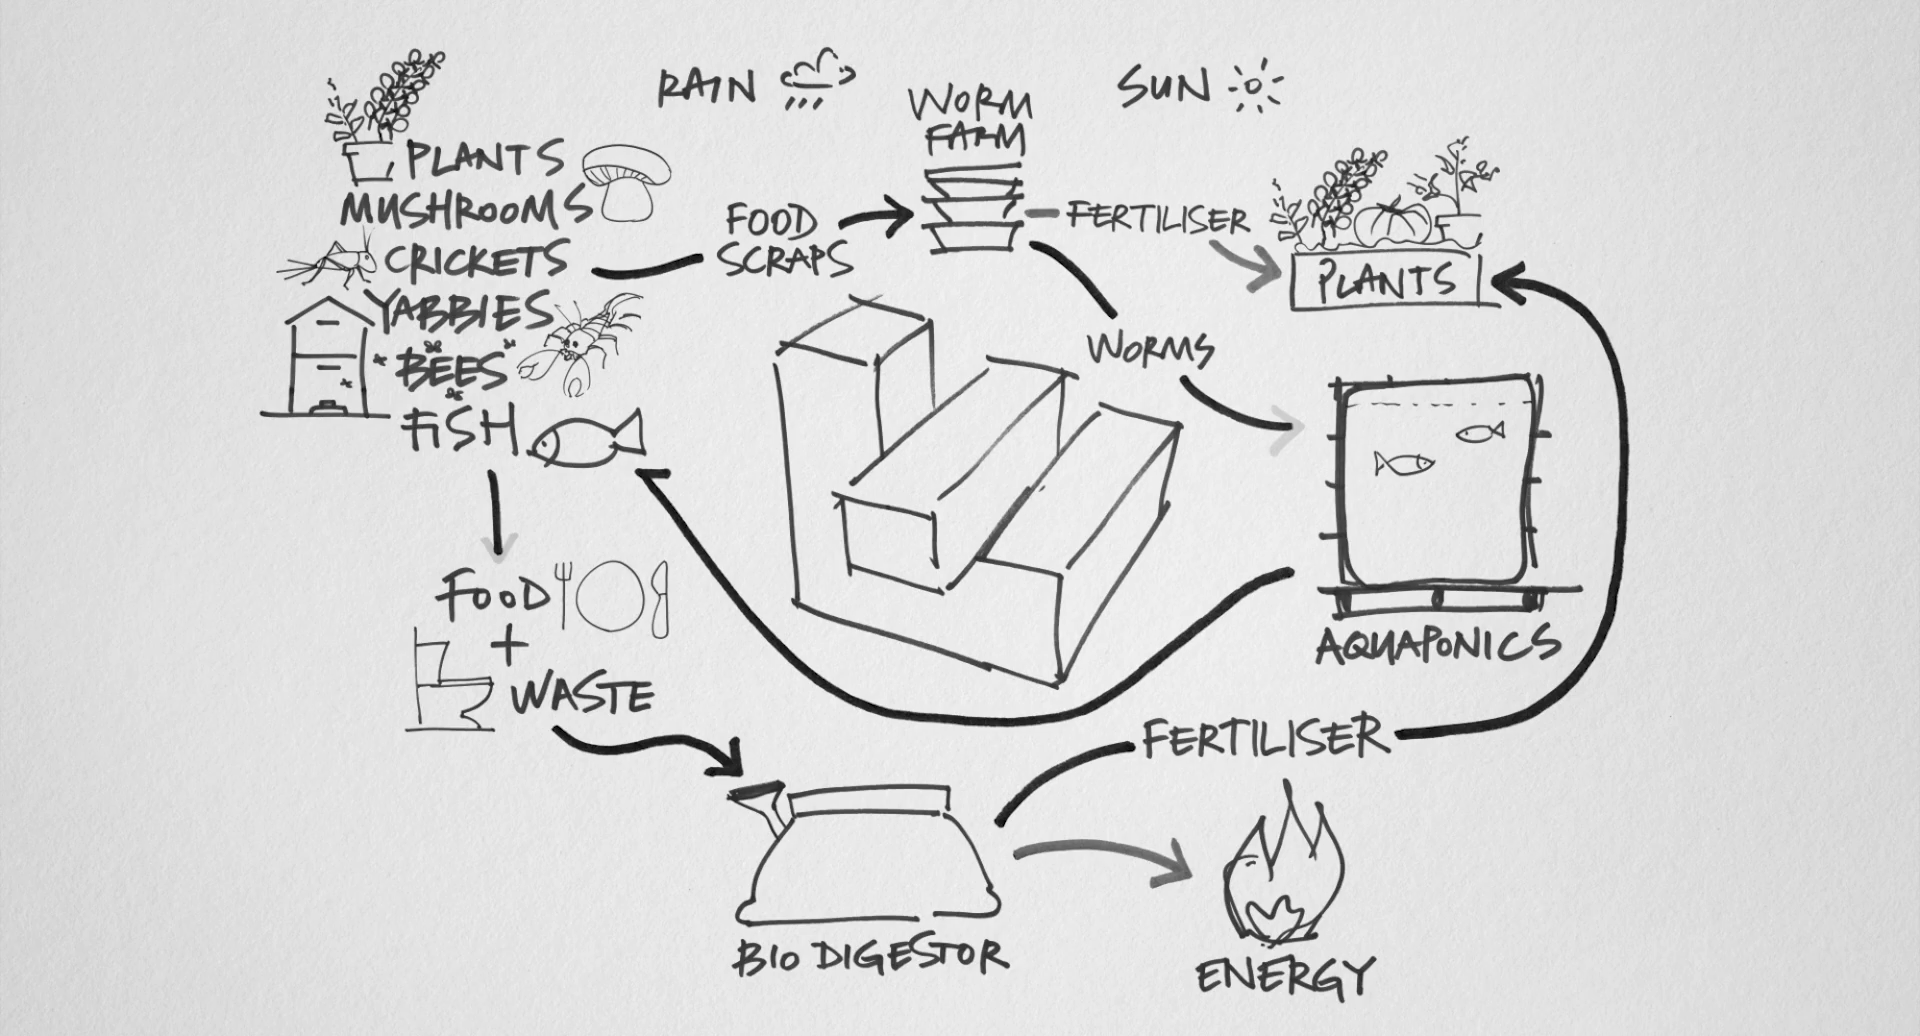 RAIN
SUN
WORM
FARM
PLANTS
MUSHROOMS
CRICKETS
YABBIES
BEES
FISH
FOOD
SCRAPS
FERTILISER
PLANTS
WORMS
FOOD
+
WASTE
AQUAPONICS
FERTILISER
BIO DIGESTOR
ENERGY